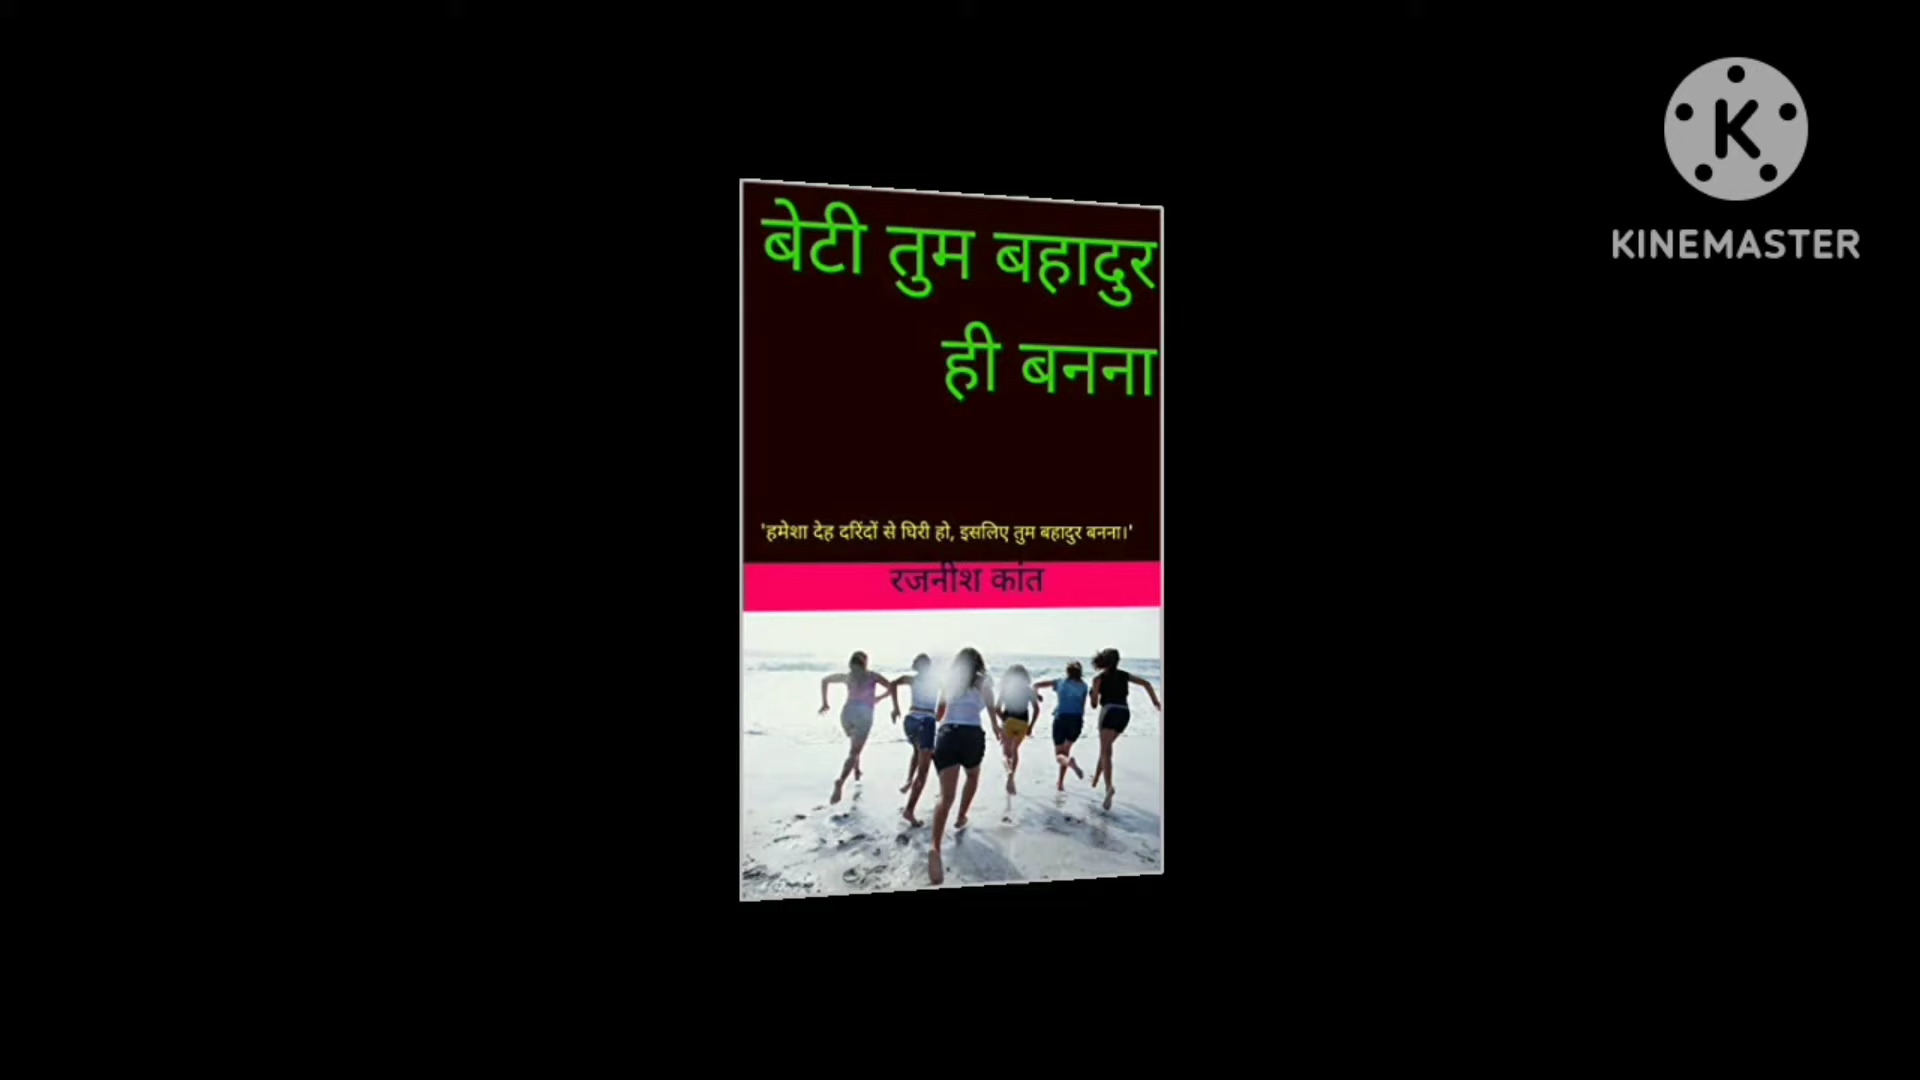 बेटी तुम बहादुर
ही बनना
'हमेशा देह दरिंदों से घिरी हो, इसलिए तुम बहादुर बनना।'
रजनीश कांत
K
KINEMASTER